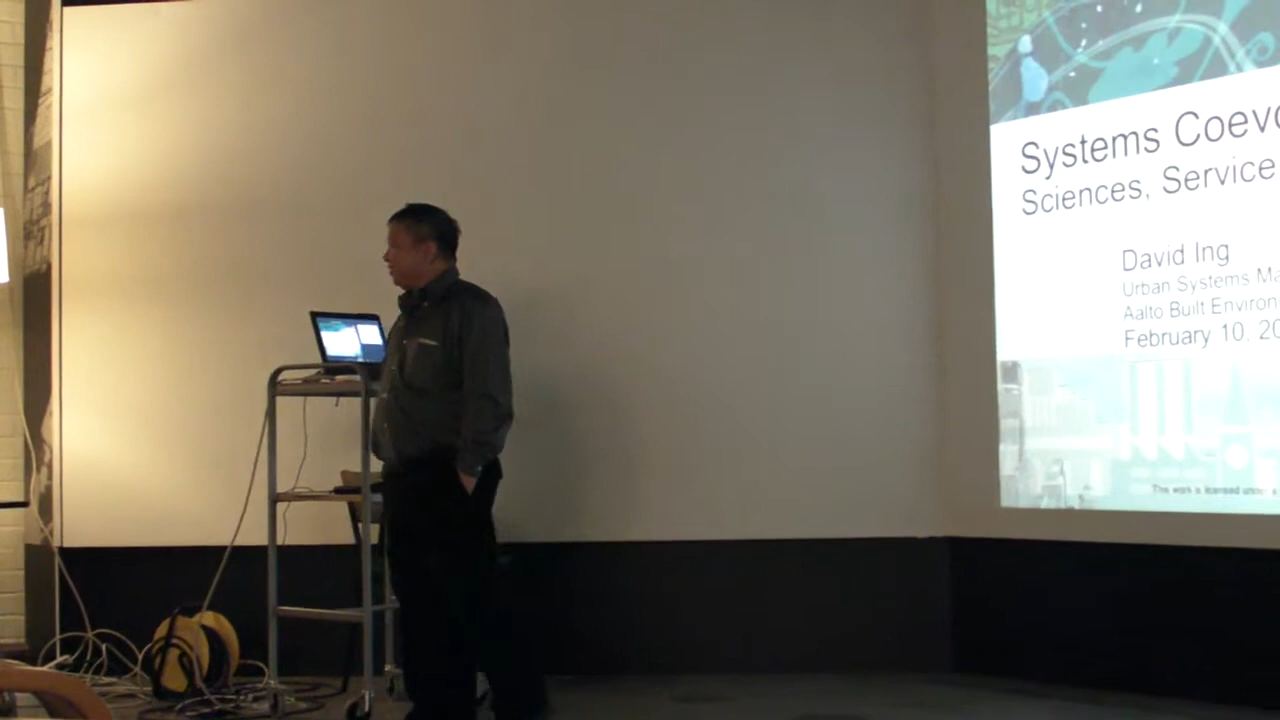 Systems Coevo
Sciences, Service
David Ing
Urban Systems Ma
Aalto Built Environ
February 10, 20
This work is licensed under a